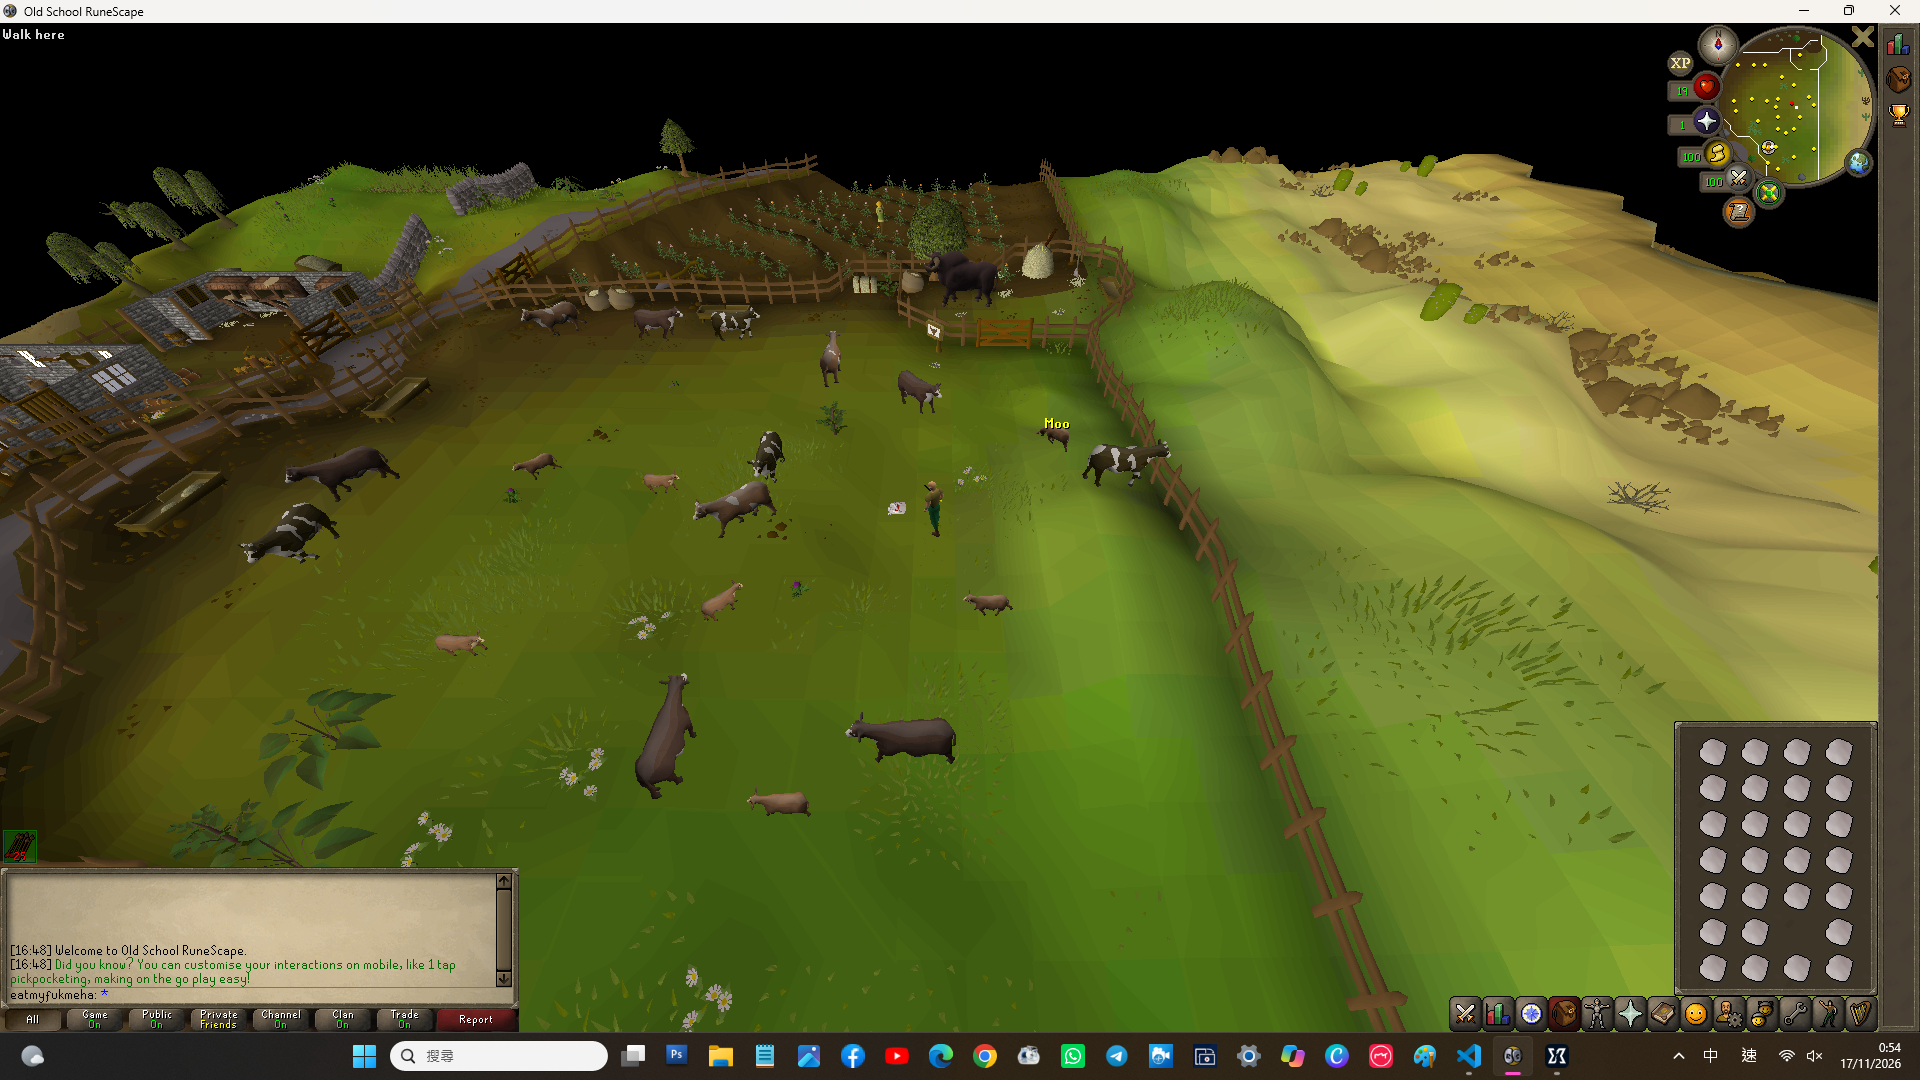 Old School RuneScape
Walk here
N
XP
19
1
100
100
Moo
-25
[16:48] Welcome to Old School RuneScape.
[16:48] Did you know? You can customise your interactions on mobile, like 1 tap
pickpocketing, making on the go play easy!
eatmyfukmeha: *
All
Game
On
Public
On
Private
Friends
Channel
On
Clan
On
Trade
On
Report
搜尋
Ps
中
速
0:54
17/11/2026